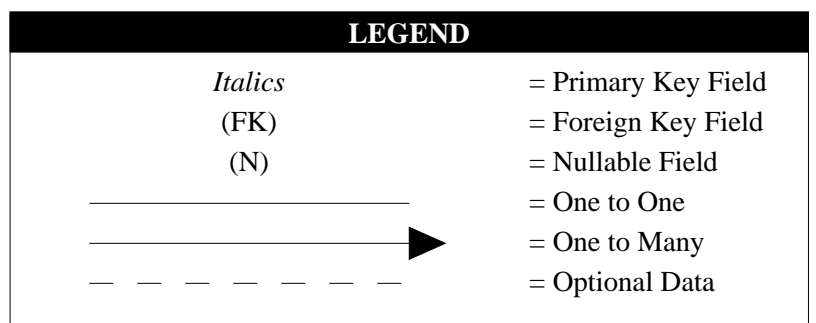 LEGEND
Italics = Primary Key Field
(FK) = Foreign Key Field
(N) = Nullable Field
= One to One
= One to Many
= Optional Data